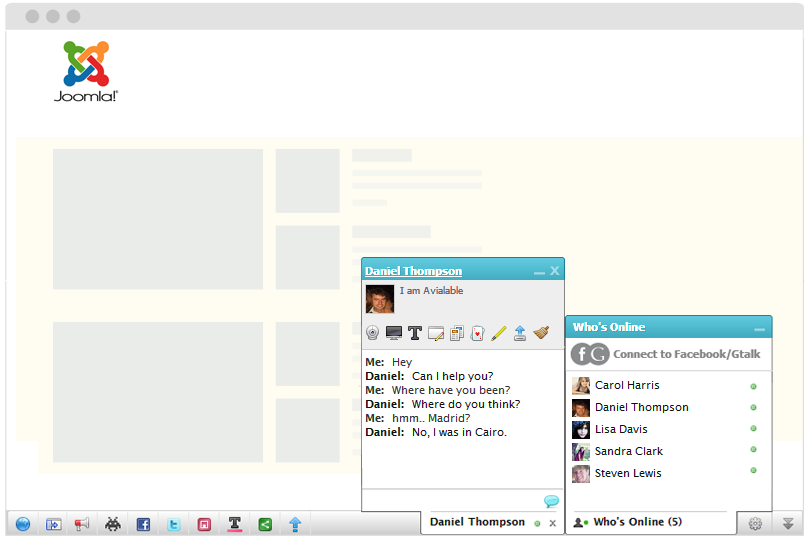 Joomla!
Daniel Thompson
I am Avialable
Me: Hey
Daniel: Can I help you?
Me: Where have you been?
Daniel: Where do you think?
Me: hmm.. Madrid?
Daniel: No, I was in Cairo.
Who's Online
Connect to Facebook/Gtalk
Carol Harris
Daniel Thompson
Lisa Davis
Sandra Clark
Steven Lewis
Daniel Thompson
Who's Online (5)